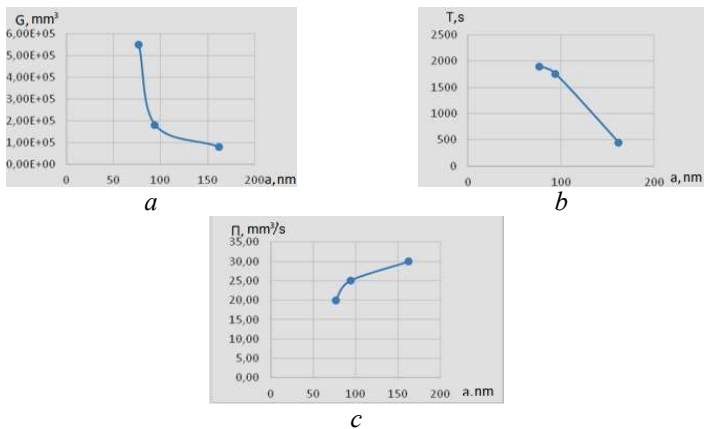 G, mm³
6,00E+05
5,00E+05
4,00E+05
3,00E+05
2,00E+05
1,00E+05
0,00E+00
0 50 100 150 200 a, nm
a
T,s
2500
2000
1500
1000
500
0
0 100 200 a, nm
b
П, mm³/s
35,00
30,00
25,00
20,00
15,00
10,00
5,00
0,00
0 50 100 150 200 a.nm
c